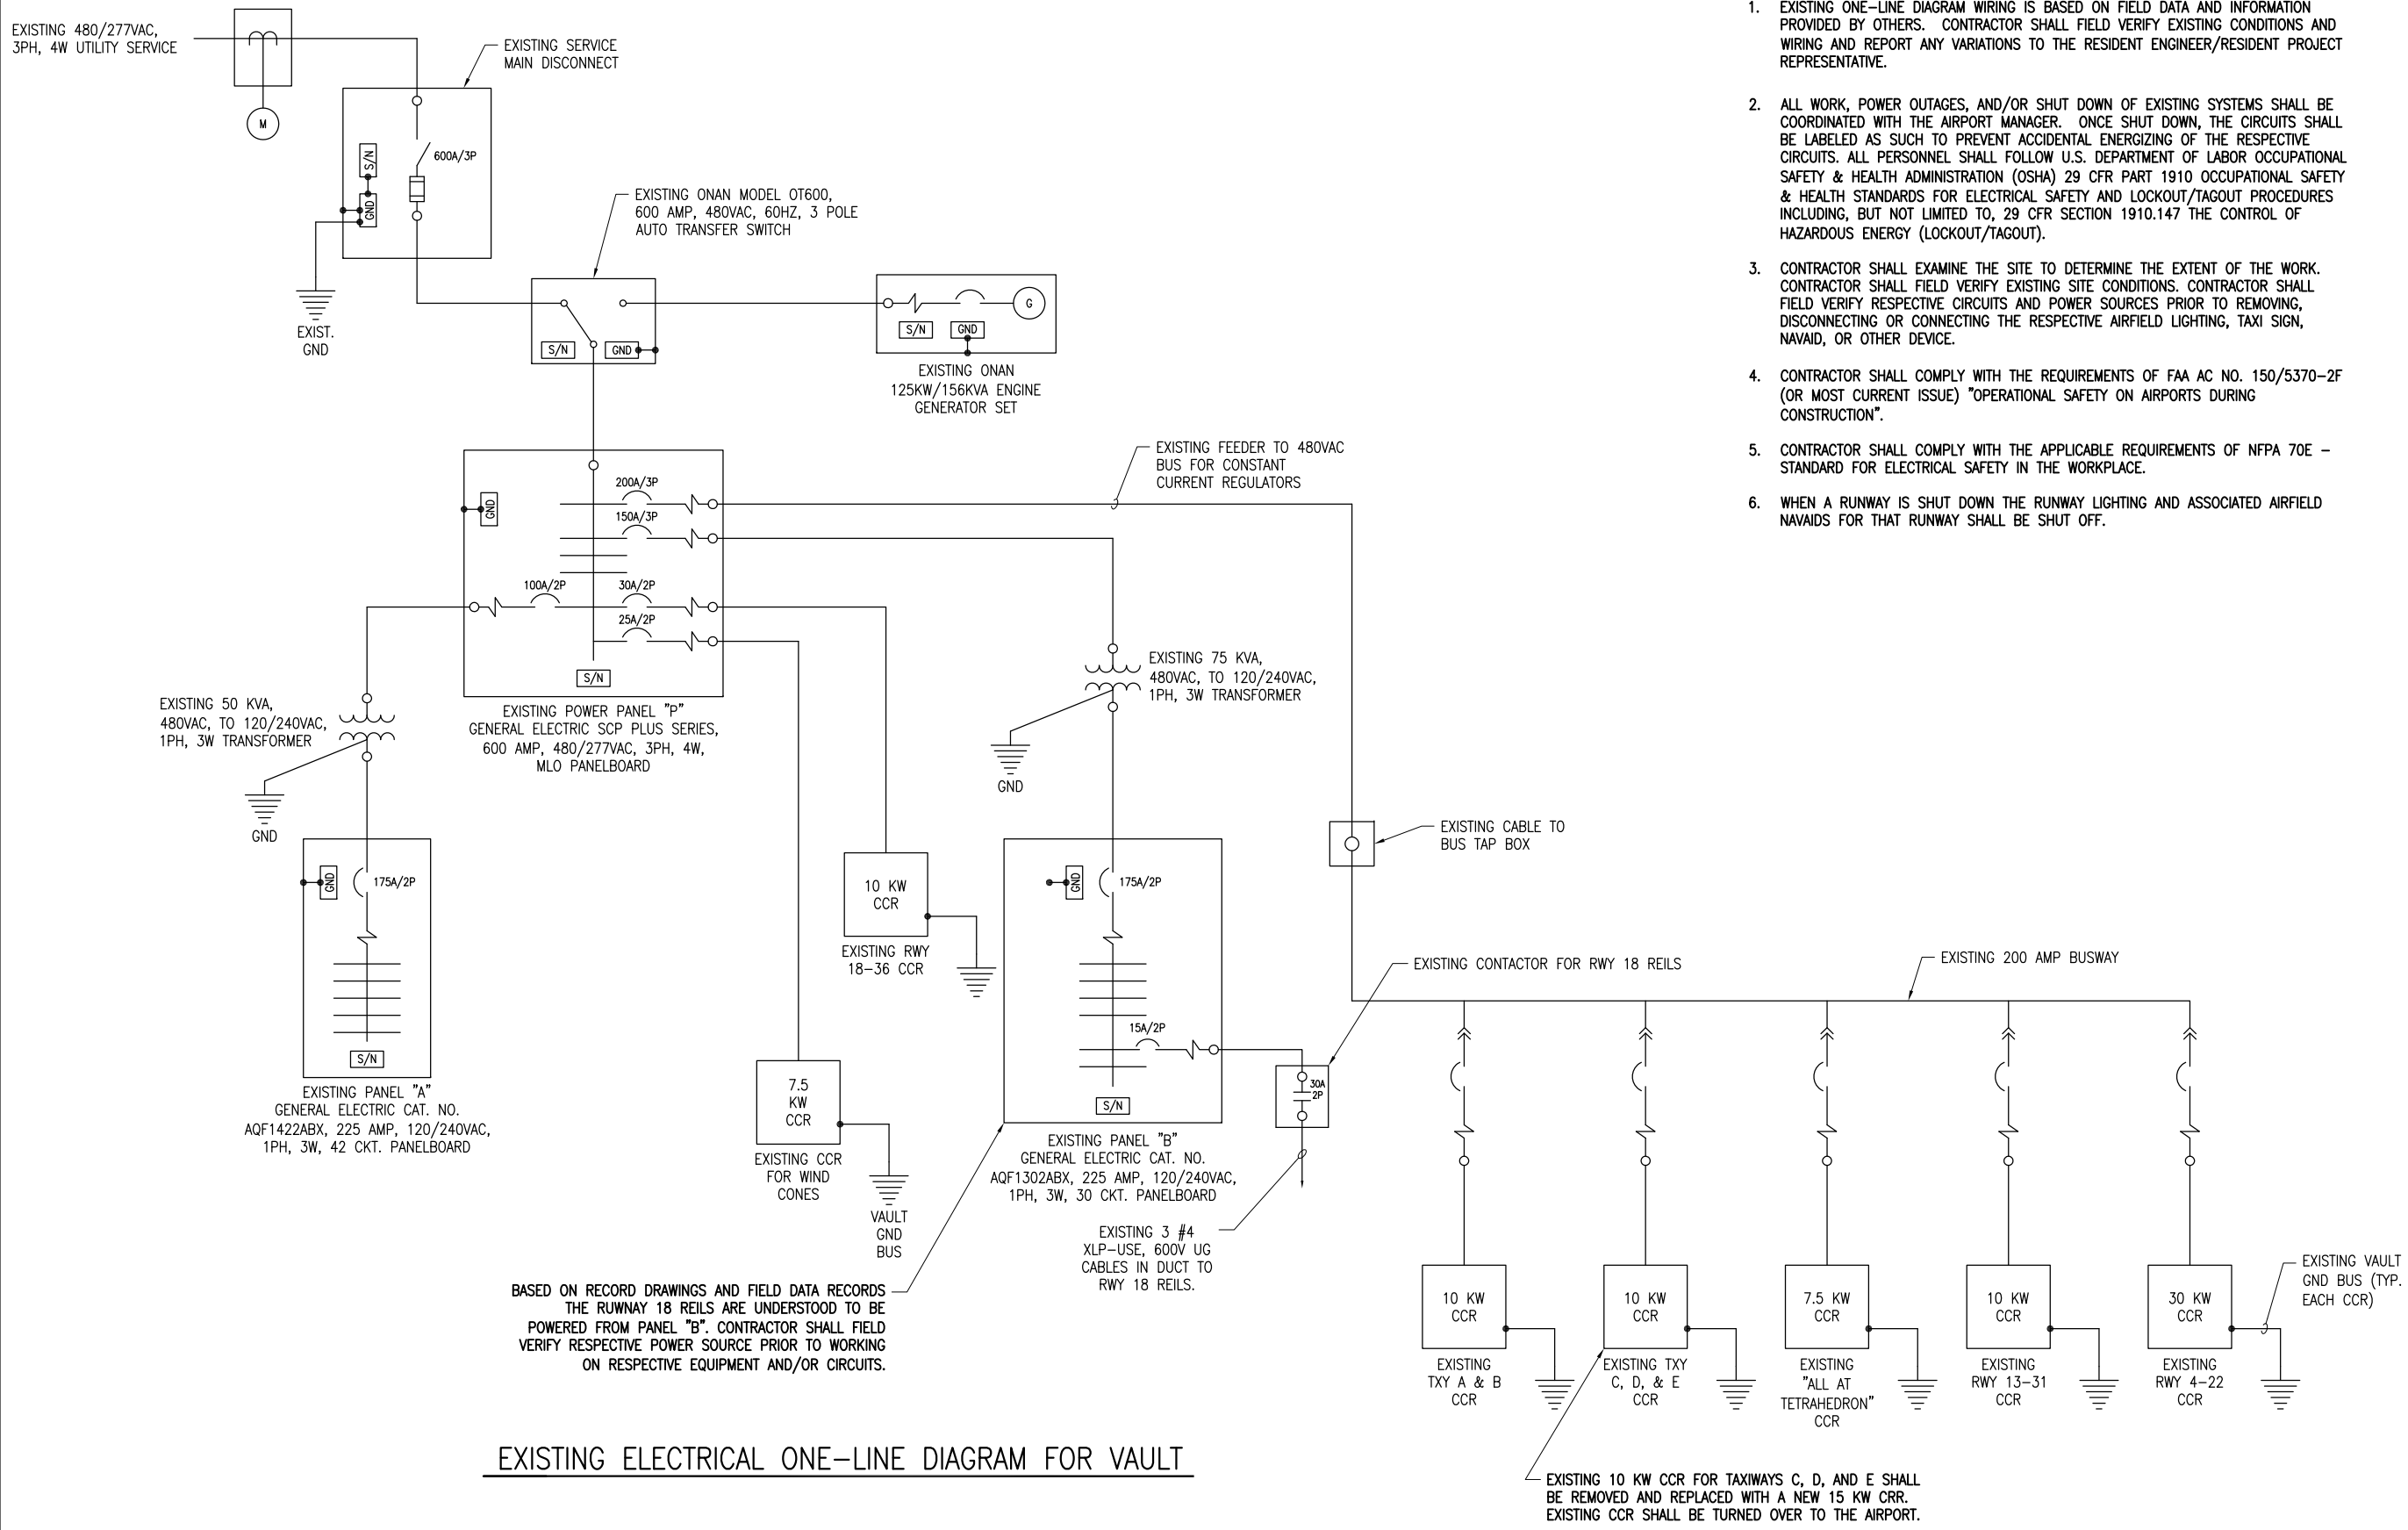 EXISTING 480/277VAC,
3PH, 4W UTILITY SERVICE
M
EXISTING SERVICE
MAIN DISCONNECT
600A/3P
S/N
GND
EXIST.
GND
EXISTING ONAN MODEL OT600,
600 AMP, 480VAC, 60HZ, 3 POLE
AUTO TRANSFER SWITCH
S/N
GND
G
S/N
GND
EXISTING ONAN
125KW/156KVA ENGINE
GENERATOR SET
1. EXISTING ONE-LINE DIAGRAM WIRING IS BASED ON FIELD DATA AND INFORMATION
PROVIDED BY OTHERS. CONTRACTOR SHALL FIELD VERIFY EXISTING CONDITIONS AND
WIRING AND REPORT ANY VARIATIONS TO THE RESIDENT ENGINEER/RESIDENT PROJECT
REPRESENTATIVE.
2. ALL WORK, POWER OUTAGES, AND/OR SHUT DOWN OF EXISTING SYSTEMS SHALL BE
COORDINATED WITH THE AIRPORT MANAGER. ONCE SHUT DOWN, THE CIRCUITS SHALL
BE LABELED AS SUCH TO PREVENT ACCIDENTAL ENERGIZING OF THE RESPECTIVE
CIRCUITS. ALL PERSONNEL SHALL FOLLOW U.S. DEPARTMENT OF LABOR OCCUPATIONAL
SAFETY & HEALTH ADMINISTRATION (OSHA) 29 CFR PART 1910 OCCUPATIONAL SAFETY
& HEALTH STANDARDS FOR ELECTRICAL SAFETY AND LOCKOUT/TAGOUT PROCEDURES
INCLUDING, BUT NOT LIMITED TO, 29 CFR SECTION 1910.147 THE CONTROL OF
HAZARDOUS ENERGY (LOCKOUT/TAGOUT).
3. CONTRACTOR SHALL EXAMINE THE SITE TO DETERMINE THE EXTENT OF THE WORK.
CONTRACTOR SHALL FIELD VERIFY EXISTING SITE CONDITIONS. CONTRACTOR SHALL
FIELD VERIFY RESPECTIVE CIRCUITS AND POWER SOURCES PRIOR TO REMOVING,
DISCONNECTING OR CONNECTING THE RESPECTIVE AIRFIELD LIGHTING, TAXI SIGN,
NAVAID, OR OTHER DEVICE.
4. CONTRACTOR SHALL COMPLY WITH THE REQUIREMENTS OF FAA AC NO. 150/5370-2F
(OR MOST CURRENT ISSUE) "OPERATIONAL SAFETY ON AIRPORTS DURING
CONSTRUCTION".
5. CONTRACTOR SHALL COMPLY WITH THE APPLICABLE REQUIREMENTS OF NFPA 70E -
STANDARD FOR ELECTRICAL SAFETY IN THE WORKPLACE.
6. WHEN A RUNWAY IS SHUT DOWN THE RUNWAY LIGHTING AND ASSOCIATED AIRFIELD
NAVAIDS FOR THAT RUNWAY SHALL BE SHUT OFF.
EXISTING FEEDER TO 480VAC
BUS FOR CONSTANT
CURRENT REGULATORS
GND
200A/3P
150A/3P
100A/2P
30A/2P
25A/2P
S/N
EXISTING POWER PANEL "P"
GENERAL ELECTRIC SCP PLUS SERIES,
600 AMP, 480/277VAC, 3PH, 4W,
MLO PANELBOARD
EXISTING 50 KVA,
480VAC, TO 120/240VAC,
1PH, 3W TRANSFORMER
GND
EXISTING 75 KVA,
480VAC, TO 120/240VAC,
1PH, 3W TRANSFORMER
GND
EXISTING CABLE TO
BUS TAP BOX
GND
175A/2P
S/N
EXISTING PANEL "A"
GENERAL ELECTRIC CAT. NO.
AQF1422ABX, 225 AMP, 120/240VAC,
1PH, 3W, 42 CKT. PANELBOARD
10 KW
CCR
EXISTING RWY
18-36 CCR
7.5
KW
CCR
EXISTING CCR
FOR WIND
CONES
VAULT
GND
BUS
GND
175A/2P
15A/2P
S/N
EXISTING PANEL "B"
GENERAL ELECTRIC CAT. NO.
AQF1302ABX, 225 AMP, 120/240VAC,
1PH, 3W, 30 CKT. PANELBOARD
EXISTING CONTACTOR FOR RWY 18 REILS
30A
2P
EXISTING 3 #4
XLP-USE, 600V UG
CABLES IN DUCT TO
RWY 18 REILS.
BASED ON RECORD DRAWINGS AND FIELD DATA RECORDS
THE RUWNAY 18 REILS ARE UNDERSTOOD TO BE
POWERED FROM PANEL "B". CONTRACTOR SHALL FIELD
VERIFY RESPECTIVE POWER SOURCE PRIOR TO WORKING
ON RESPECTIVE EQUIPMENT AND/OR CIRCUITS.
EXISTING 200 AMP BUSWAY
10 KW
CCR
EXISTING
TXY A & B
CCR
10 KW
CCR
EXISTING TXY
C, D, & E
CCR
7.5 KW
CCR
EXISTING
"ALL AT
TETRAHEDRON"
CCR
10 KW
CCR
EXISTING
RWY 13-31
CCR
30 KW
CCR
EXISTING
RWY 4-22
CCR
EXISTING VAULT
GND BUS (TYP.
EACH CCR)
EXISTING 10 KW CCR FOR TAXIWAYS C, D, AND E SHALL
BE REMOVED AND REPLACED WITH A NEW 15 KW CRR.
EXISTING CCR SHALL BE TURNED OVER TO THE AIRPORT.
EXISTING ELECTRICAL ONE-LINE DIAGRAM FOR VAULT